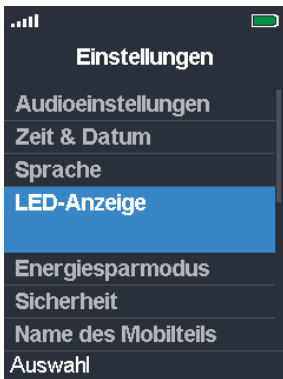 Einstellungen
Audioeinstellungen
Zeit & Datum
Sprache
LED-Anzeige
Energiesparmodus
Sicherheit
Name des Mobilteils
Auswahl